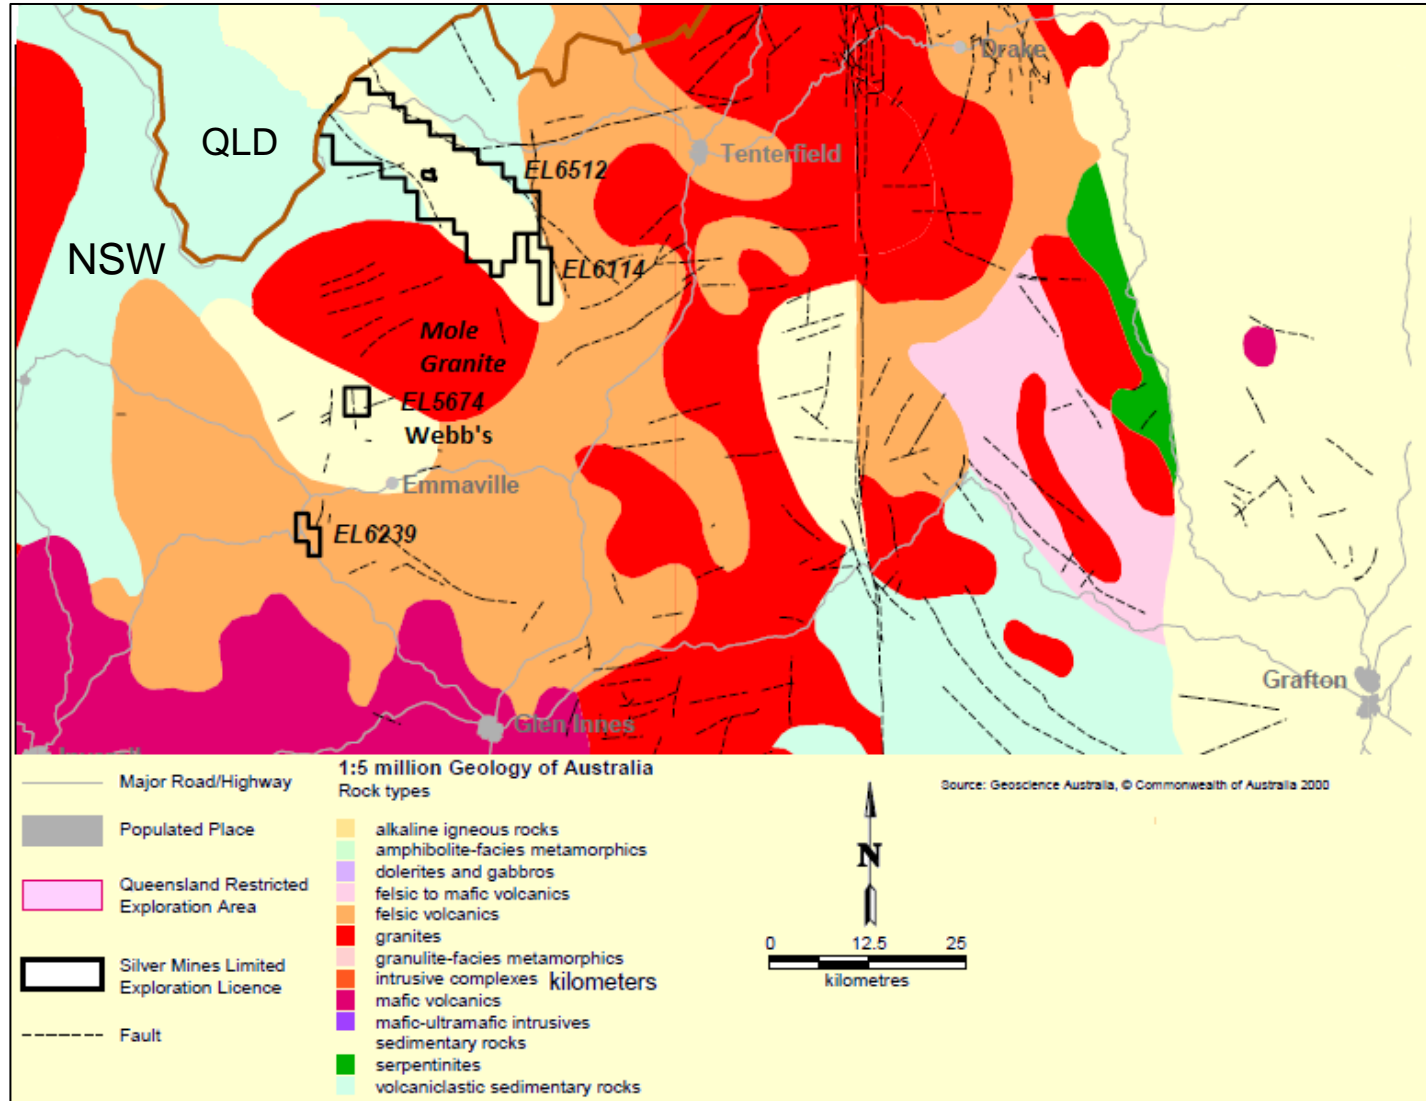 Drake
QLD
Tenterfield
EL6512
NSW
EL6114
Mole
Granite
EL5674
Webb's
Emmaville
EL6239
Grafton
Glen Innes
Major Road/Highway
Populated Place
Queensland Restricted
Exploration Area
Silver Mines Limited
Exploration Licence
Fault
1:5 million Geology of Australia
Rock types
alkaline igneous rocks
amphibolite-facies metamorphics
dolerites and gabbros
felsic to mafic volcanics
felsic volcanics
granites
granulite-facies metamorphics
intrusive complexes
kilometers
mafic volcanics
mafic-ultramafic intrusives
sedimentary rocks
serpentinites
volcaniclastic sedimentary rocks
N
0 12.5 25
kilometres
Source: Geoscience Australia, © Commonwealth of Australia 2000